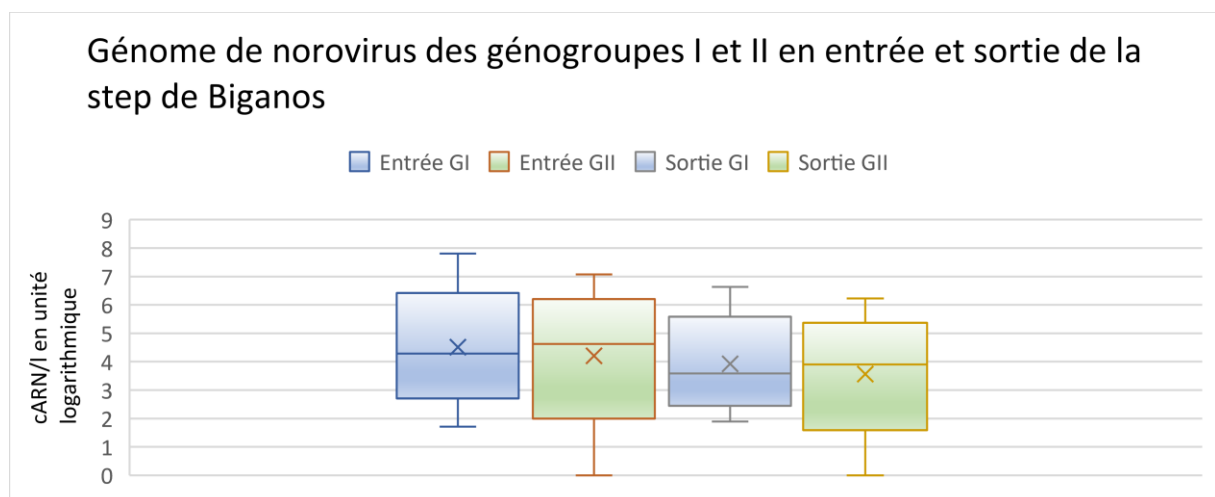 Génome de norovirus des génogroupes I et II en entrée et sortie de la
step de Biganos
Entrée GI Entrée GII Sortie GI Sortie GII
cARN/l en unité
logarithmique
9
8
7
6
5
4
3
2
1
0